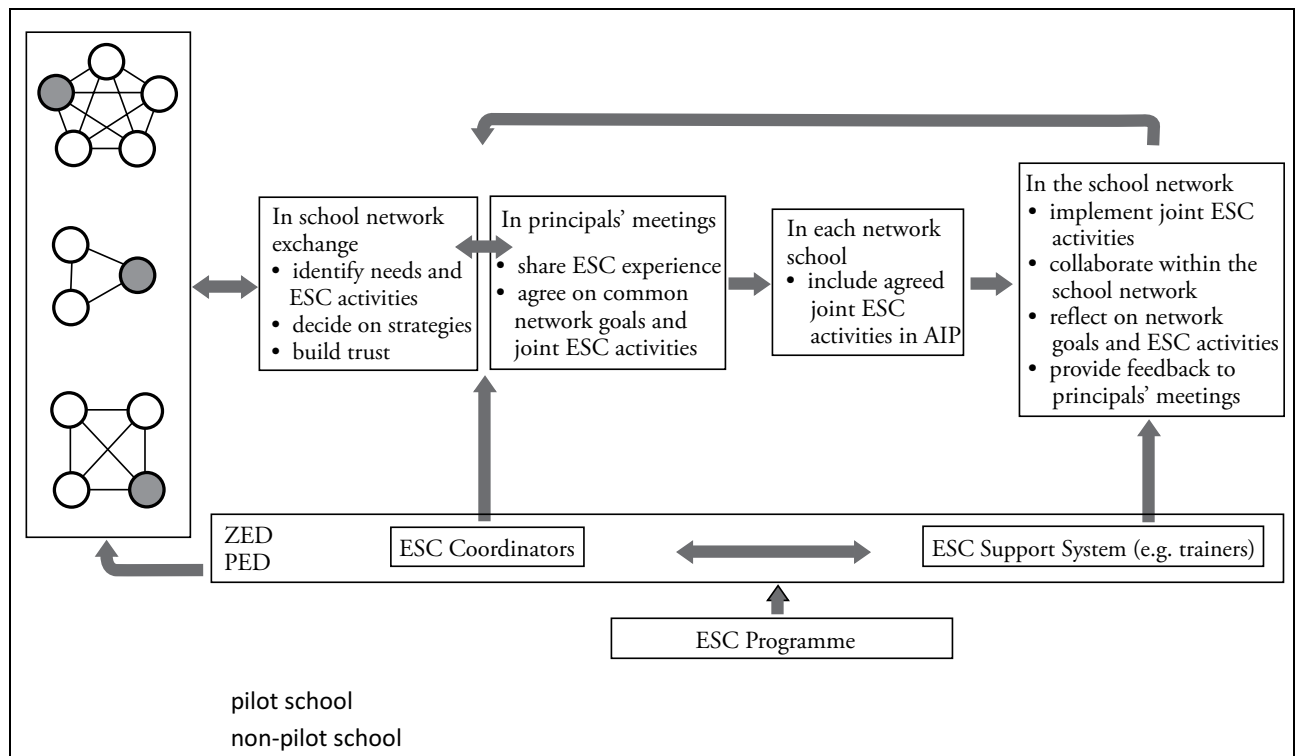 In school network
exchange
• identify needs and
ESC activities
• decide on strategies
• build trust
In principals’ meetings
• share ESC experience
• agree on common
network goals and
joint ESC activities
In each network
school
• include agreed
joint ESC
activities in AIP
In the school network
• implement joint ESC
activities
• collaborate within the
school network
• reflect on network
goals and ESC activities
• provide feedback to
principals’ meetings
ZED
PED
ESC Coordinators
ESC Support System (e.g. trainers)
ESC Programme
pilot school
non-pilot school